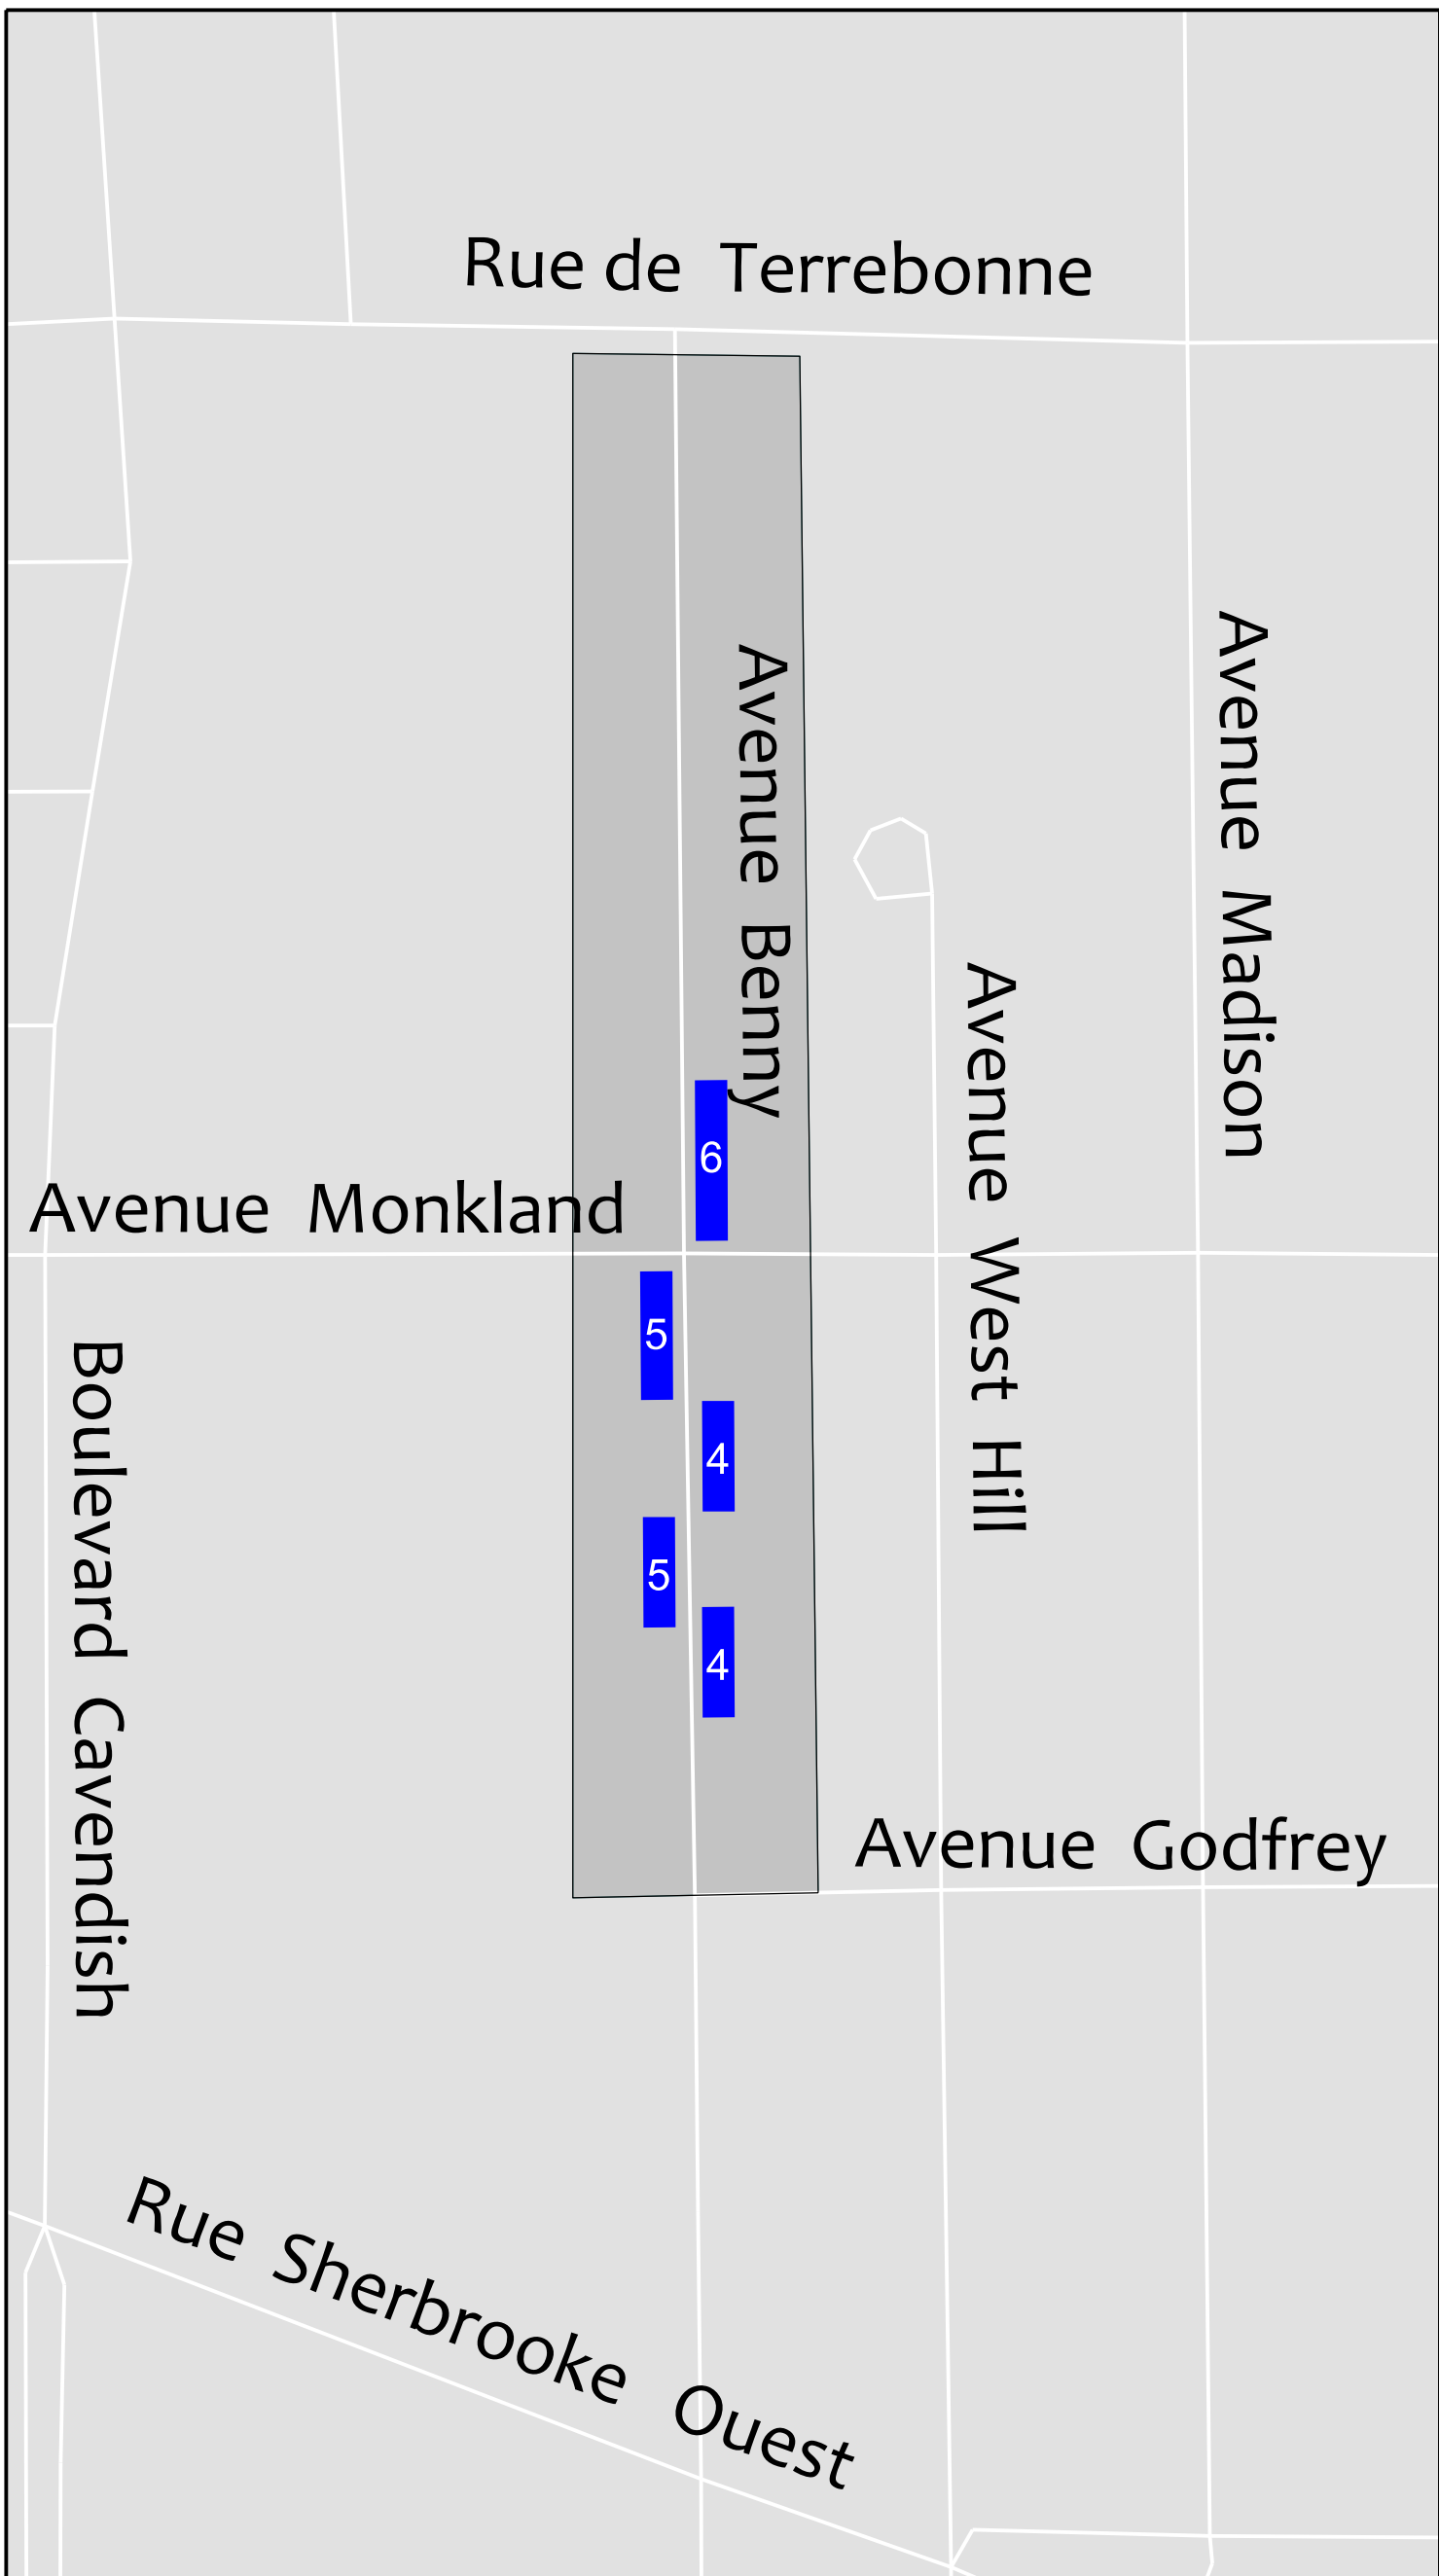 Rue de Terrebonne
Avenue Madison
Avenue Benny
Avenue West Hill
6
Avenue Monkland
5
Boulevard Cavendish
4
5
4
Avenue Godfrey
Rue Sherbrooke Ouest